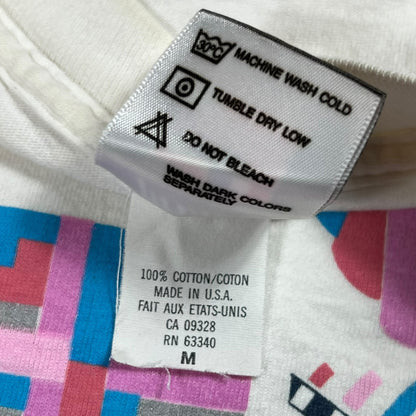 30°C MACHINE WASH COLD
TUMBLE DRY LOW
DO NOT BLEACH
WASH DARK COLORS
SEPARATELY
100% COTTON/COTON
MADE IN U.S.A.
FAIT AUX ETATS-UNIS
CA 09328
RN 63340
M